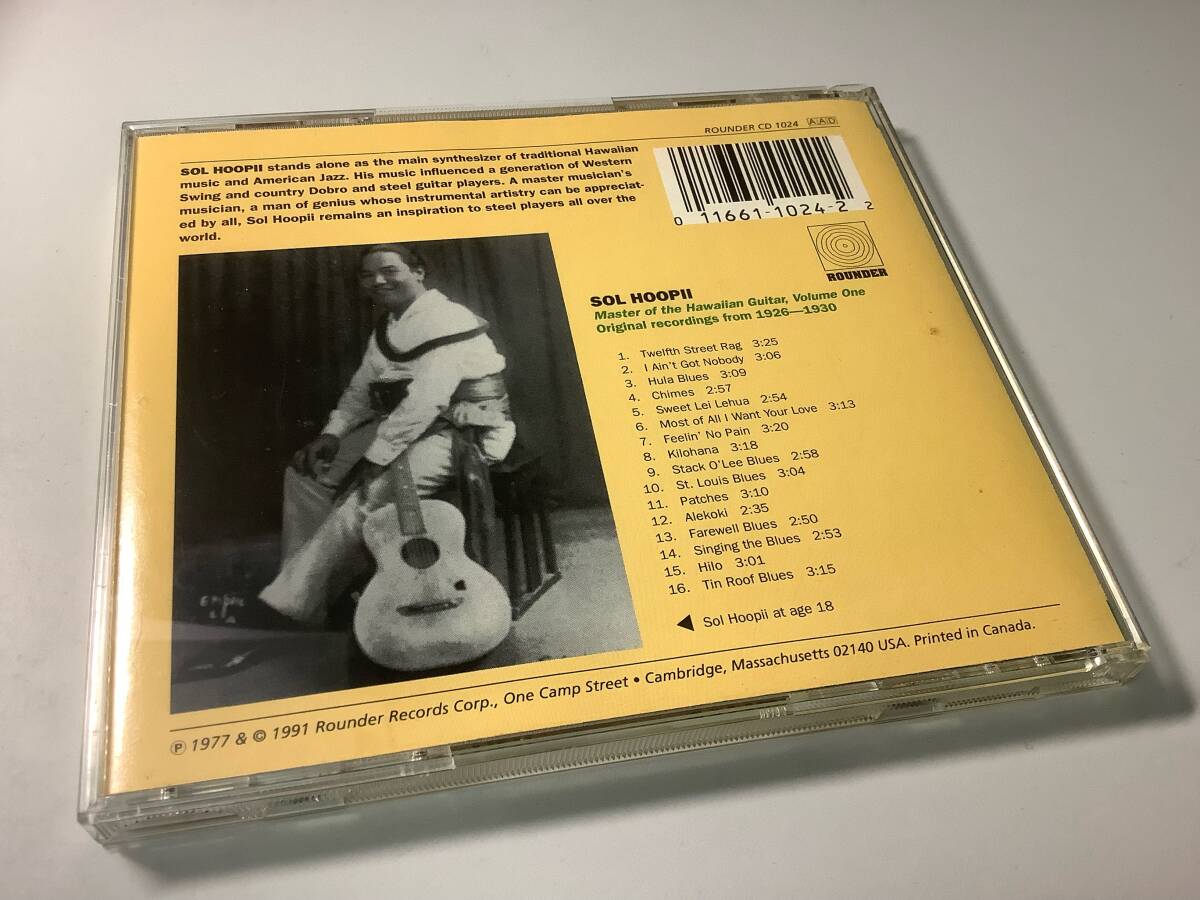 ROUNDER CD 1024 AAD
SOL HOOPII stands alone as the main synthesizer of traditional Hawaiian
music and American Jazz. His music influenced a generation of Western
Swing and country Dobro and steel guitar players. A master musician's
musician, a man of genius whose instrumental artistry can be appreciat-
ed by all, Sol Hoopii remains an inspiration to steel players all over the
world.
0 11661-1024-2 2
ROUNDER
SOL HOOPII
Master of the Hawaiian Guitar, Volume One
Original recordings from 1926—1930
1. Twelfth Street Rag 3:25
2. I Ain't Got Nobody 3:06
3. Hula Blues 3:09
4. Chimes 2:57
5. Sweet Lei Lehua 2:54
6. Most of All I Want Your Love 3:13
7. Feelin' No Pain 3:20
8. Kilohana 3:18
9. Stack O'Lee Blues 2:58
10. St. Louis Blues 3:04
11. Patches 3:10
12. Alekoki 2:35
13. Farewell Blues 2:50
14. Singing the Blues 2:53
15. Hilo 3:01
16. Tin Roof Blues 3:15
◀ Sol Hoopii at age 18
℗ 1977 & © 1991 Rounder Records Corp., One Camp Street • Cambridge, Massachusetts 02140 USA. Printed in Canada.